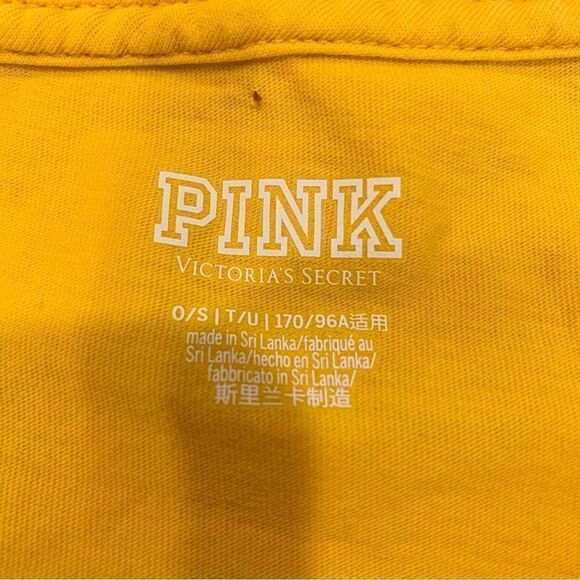 PINK
VICTORIA'S SECRET
O/S | T/U | 170/96A适用
made in Sri Lanka/fabriqué au
Sri Lanka/hecho en Sri Lanka/
fabbricato in Sri Lanka/
斯里兰卡制造